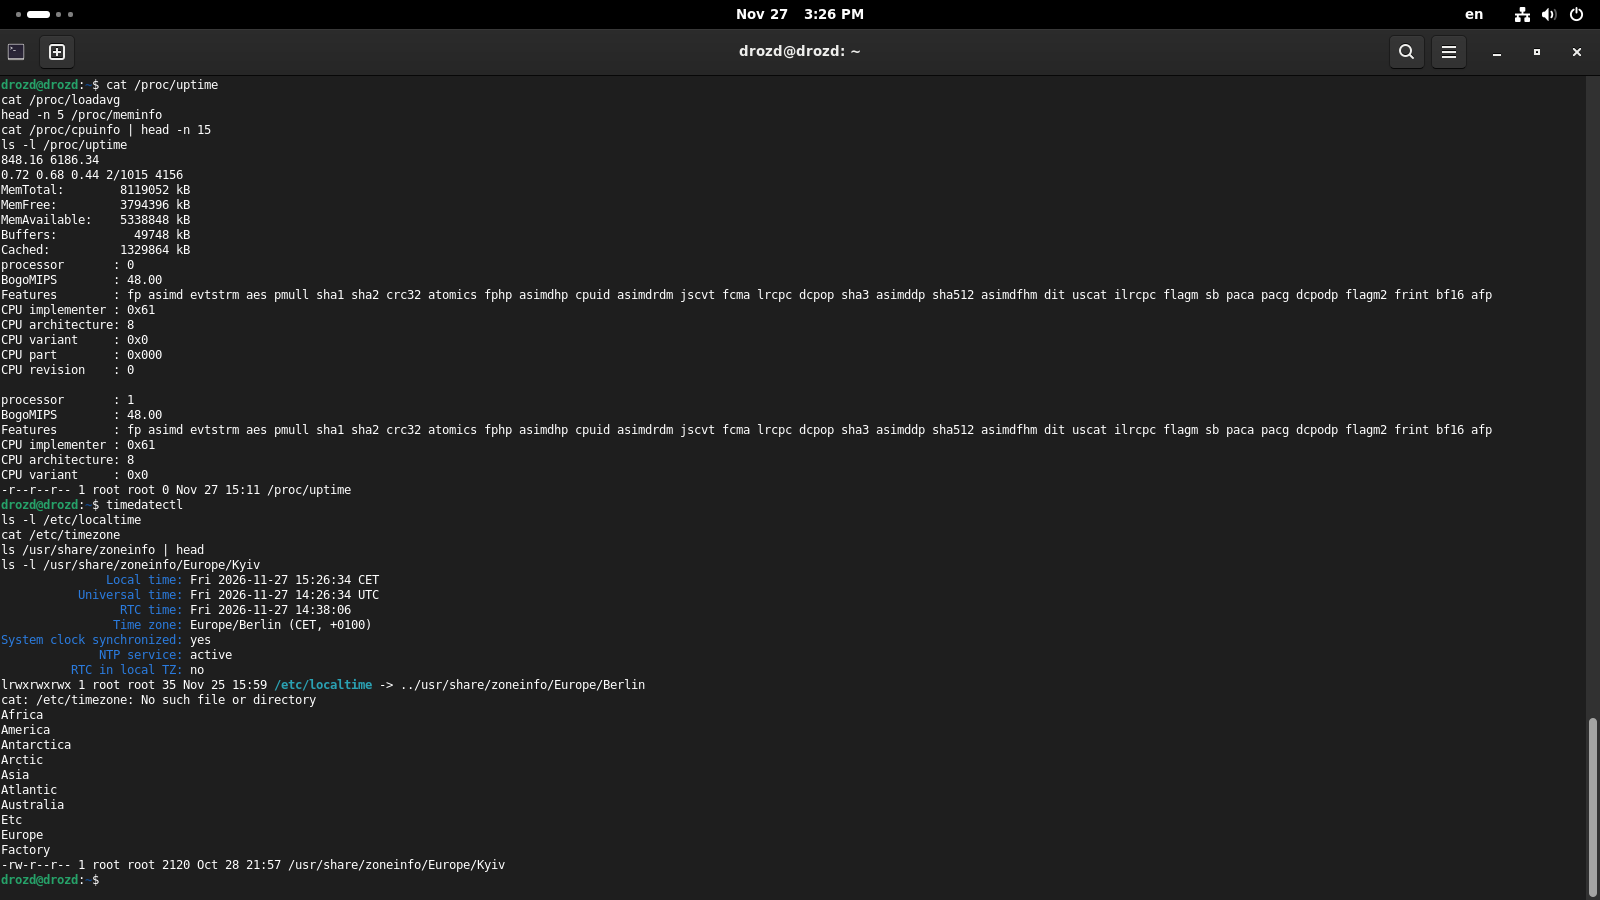 Nov 27 3:26 PM
en
drozd@drozd: ~
drozd@drozd:~$ cat /proc/uptime
cat /proc/loadavg
head -n 5 /proc/meminfo
cat /proc/cpuinfo | head -n 15
ls -l /proc/uptime
848.16 6186.34
0.72 0.68 0.44 2/1015 4156
MemTotal:        8119052 kB
MemFree:         3794396 kB
MemAvailable:    5338848 kB
Buffers:           49748 kB
Cached:          1329864 kB
processor       : 0
BogoMIPS        : 48.00
Features        : fp asimd evtstrm aes pmull sha1 sha2 crc32 atomics fphp asimdhp cpuid asimdrdm jscvt fcma lrcpc dcpop sha3 asimddp sha512 asimdfhm dit uscat ilrcpc flagm sb paca pacg dcpodp flagm2 frint bf16 afp
CPU implementer : 0x61
CPU architecture: 8
CPU variant     : 0x0
CPU part        : 0x000
CPU revision    : 0

processor       : 1
BogoMIPS        : 48.00
Features        : fp asimd evtstrm aes pmull sha1 sha2 crc32 atomics fphp asimdhp cpuid asimdrdm jscvt fcma lrcpc dcpop sha3 asimddp sha512 asimdfhm dit uscat ilrcpc flagm sb paca pacg dcpodp flagm2 frint bf16 afp
CPU implementer : 0x61
CPU architecture: 8
CPU variant     : 0x0
-r--r--r-- 1 root root 0 Nov 27 15:11 /proc/uptime
drozd@drozd:~$ timedatectl
ls -l /etc/localtime
cat /etc/timezone
ls /usr/share/zoneinfo | head
ls -l /usr/share/zoneinfo/Europe/Kyiv
               Local time: Fri 2026-11-27 15:26:34 CET
           Universal time: Fri 2026-11-27 14:26:34 UTC
                 RTC time: Fri 2026-11-27 14:38:06
                Time zone: Europe/Berlin (CET, +0100)
System clock synchronized: yes
              NTP service: active
          RTC in local TZ: no
lrwxrwxrwx 1 root root 35 Nov 25 15:59 /etc/localtime -> ../usr/share/zoneinfo/Europe/Berlin
cat: /etc/timezone: No such file or directory
Africa
America
Antarctica
Arctic
Asia
Atlantic
Australia
Etc
Europe
Factory
-rw-r--r-- 1 root root 2120 Oct 28 21:57 /usr/share/zoneinfo/Europe/Kyiv
drozd@drozd:~$